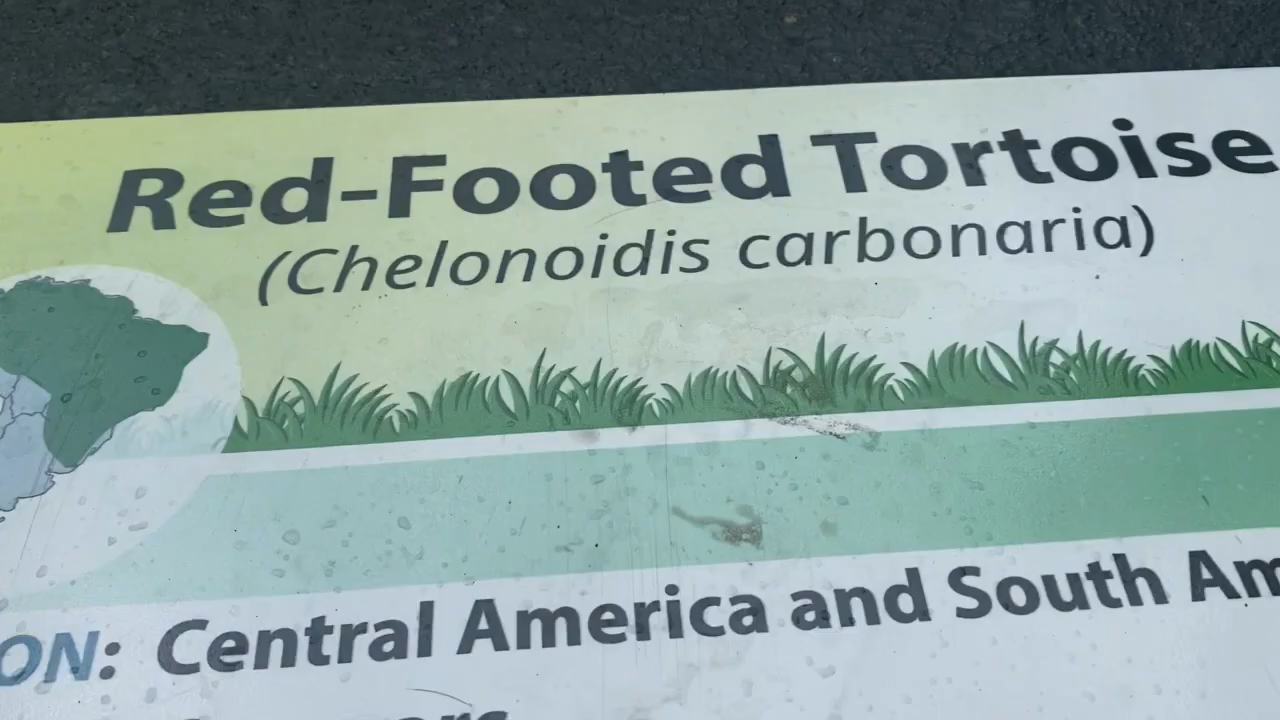 Red-Footed Tortoise
(Chelonoidis carbonaria)
ON: Central America and South Am